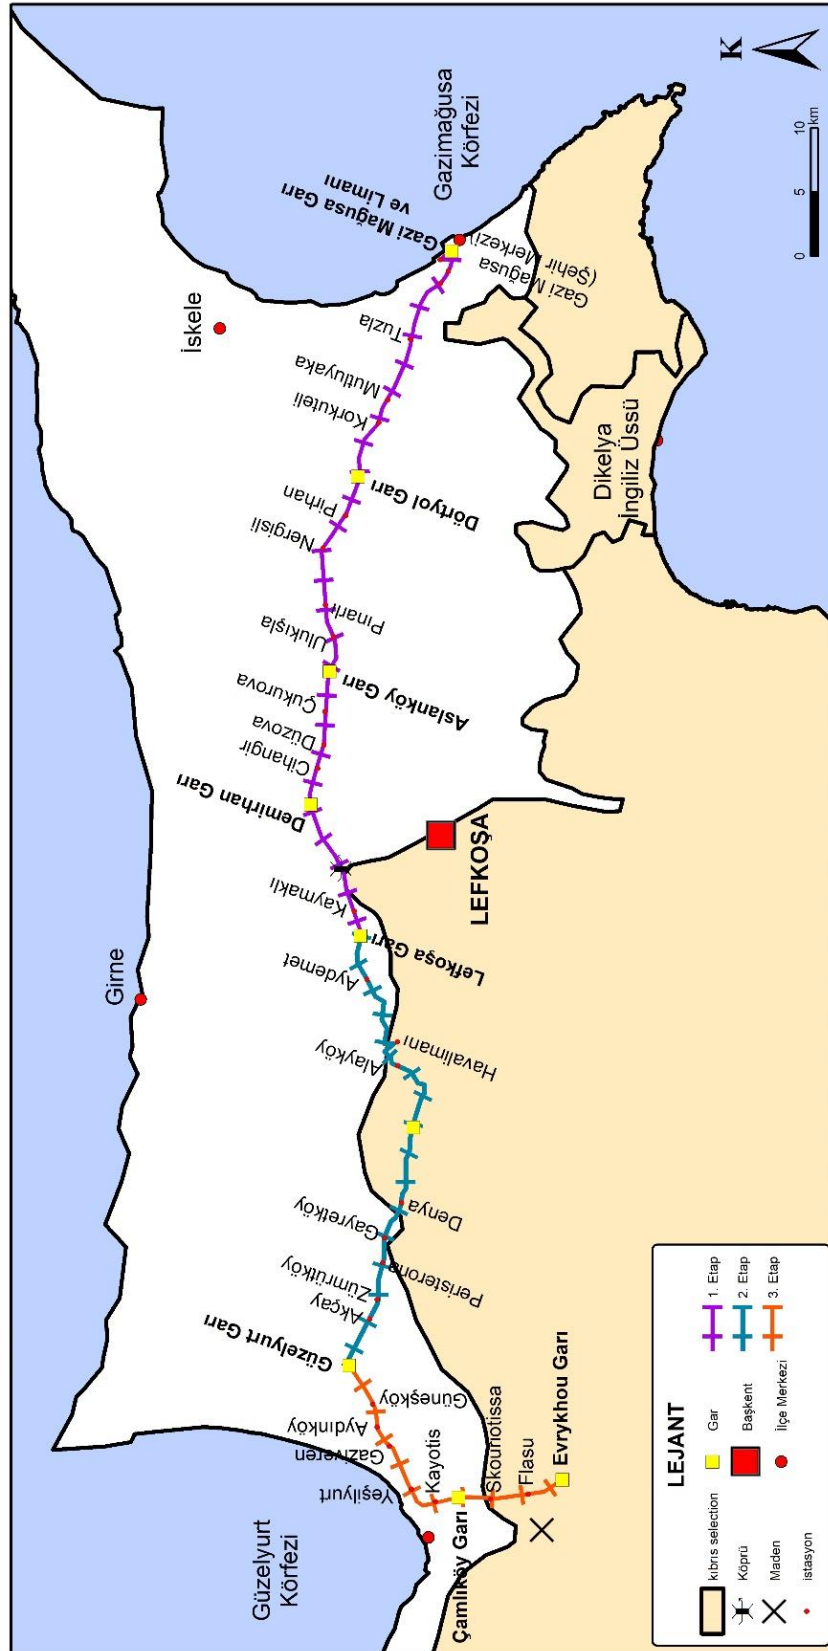 K
Gazimağusa
Körfezi
Gazi Mağusa Garı
ve Limanı
Gazi Mağusa
(Şehir Merkezi)
0 5 10
km
İskele
Tuzla
Mutluyaka
Korkuteli
Dörtyol Garı
Pirhan
Nergisli
Pınarlı
Ulukışla
Aslanköy Garı
Çukurova
Düzova
Cihangir
Demirhan Garı
Dikelya
İngiliz Üssü
LEFKOŞA
Kaymaklı
Lefkoşa Garı
Girne
Aydemet
Havalimanı
Alayköy
Denya
Gayretköy
Peristerona
Zümrütköy
Akçay
Güzelyurt Garı
Güneşköy
Aydınköy
Gaziveren
Yeşilyurt
Kayotis
Çamlıköy Garı
Skouriotissa
Flasu
Evrykhou Garı
Güzelyurt
Körfezi
LEJANT
kıbrıs selection
Köprü
Maden
istasyon
Gar
Başkent
İlçe Merkezi
1. Etap
2. Etap
3. Etap